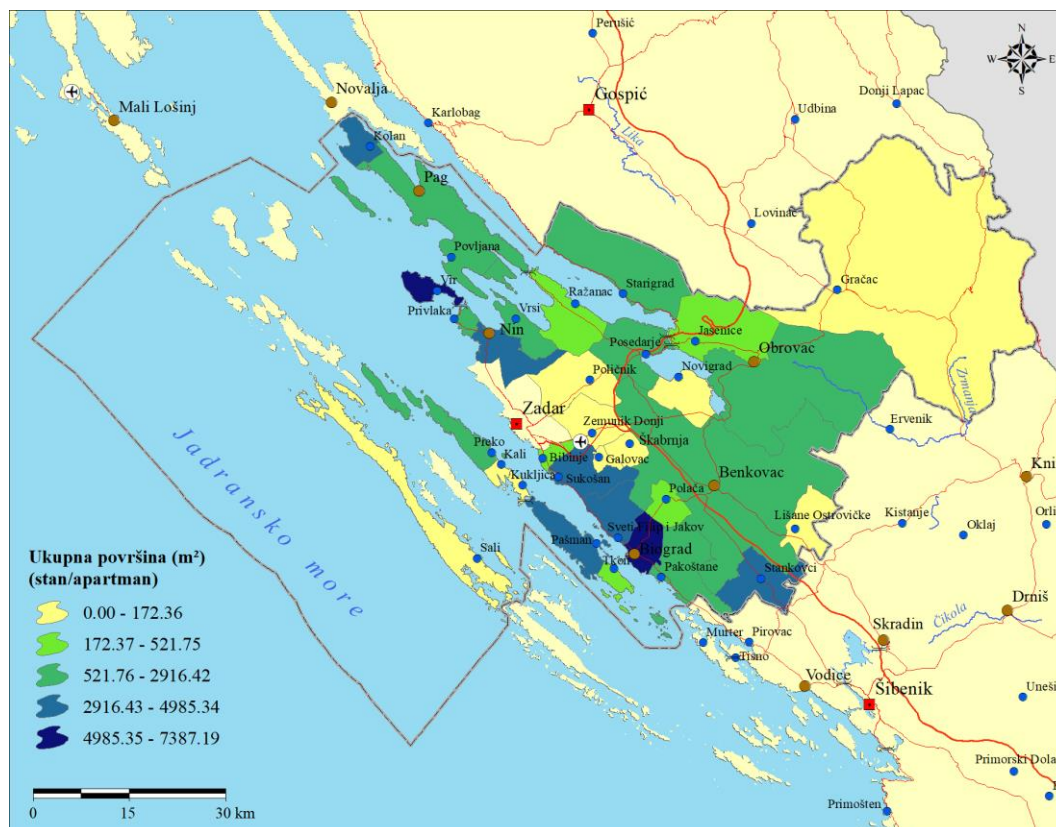 Perušić
N
W E
S
Novalja
Gospić
Donji Lapac
Mali Lošinj
Karlobag
Udbina
Lika
Kolan
Pag
Lovinac
Povljana
Starigrad
Gračac
Vir
Ražanac
Privlaka
Vrsi
Nin
Jasenice
Posedarje
Obrovac
Poličnik
Novigrad
Zrmanja
Zadar
Ervenik
Zemunik Donji
Škabrnja
Preko
Kali
Bibinje
Galovac
Kukljica
Sukošan
Benkovac
Polača
Jadransko more
Lišane Ostrovičke
Kistanje
Oklaj
Sveti Filip i Jakov
Pašman
Biograd
Sali
Tkon
Pakoštane
Stankovci
Drniš
Čikola
Skradin
Murter
Pirovac
Tisno
Vodice
Šibenik
Primorski Dola
Primošten
Ukupna površina (m²)
(stan/apartman)
0.00 - 172.36
172.37 - 521.75
521.76 - 2916.42
2916.43 - 4985.34
4985.35 - 7387.19
0 15 30 km